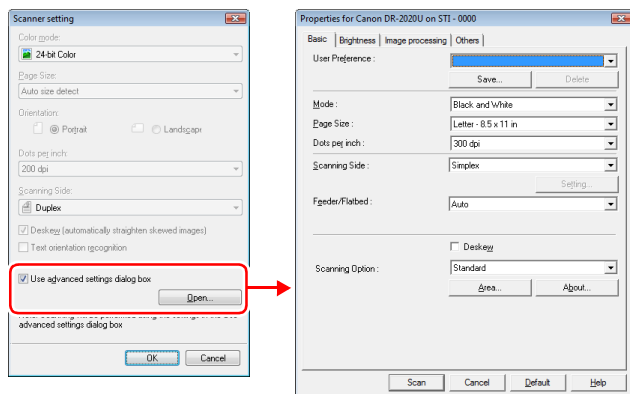 Scanner setting
Color mode:
24-bit Color
Page Size:
Auto size detect
Orientation:
Portrait
Landscape
Dots per inch:
200 dpi
Scanning Side:
Duplex
Deskew (automatically straighten skewed images)
Text orientation recognition
Use advanced settings dialog box
Open...
advanced settings dialog box
OK
Cancel
Properties for Canon DR-2020U on STI - 0000
Basic
Brightness
Image processing
Others
User Preference :
Save...
Delete
Mode :
Black and White
Page Size :
Letter - 8.5 x 11 in
Dots per inch :
300 dpi
Scanning Side :
Simplex
Setting...
Feeder/Flatbed :
Auto
Deskew
Scanning Option :
Standard
Area...
About...
Scan
Cancel
Default
Help